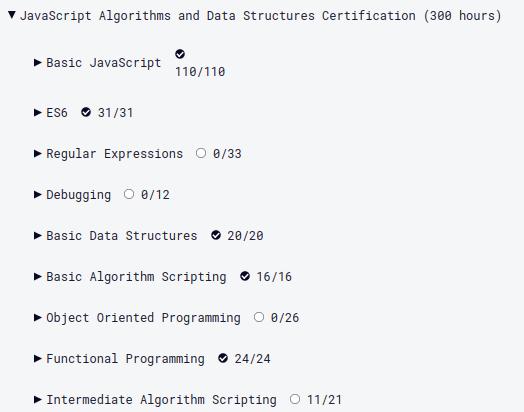 JavaScript Algorithms and Data Structures Certification (300 hours)
Basic JavaScript
110/110
ES6 31/31
Regular Expressions 0/33
Debugging 0/12
Basic Data Structures 20/20
Basic Algorithm Scripting 16/16
Object Oriented Programming 0/26
Functional Programming 24/24
Intermediate Algorithm Scripting 11/21